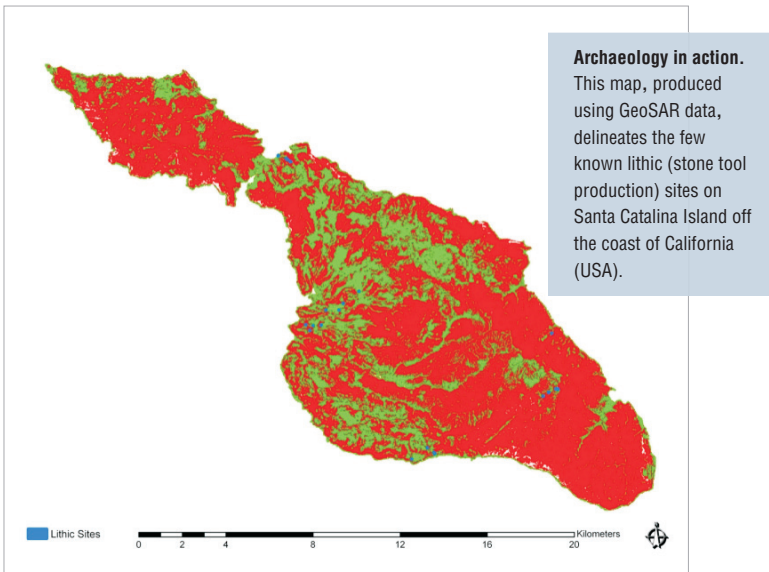 Archaeology in action.
This map, produced
using GeoSAR data,
delineates the few
known lithic (stone tool
production) sites on
Santa Catalina Island off
the coast of California
(USA).
Lithic Sites
Kilometers
0 2 4 8 12 16 20